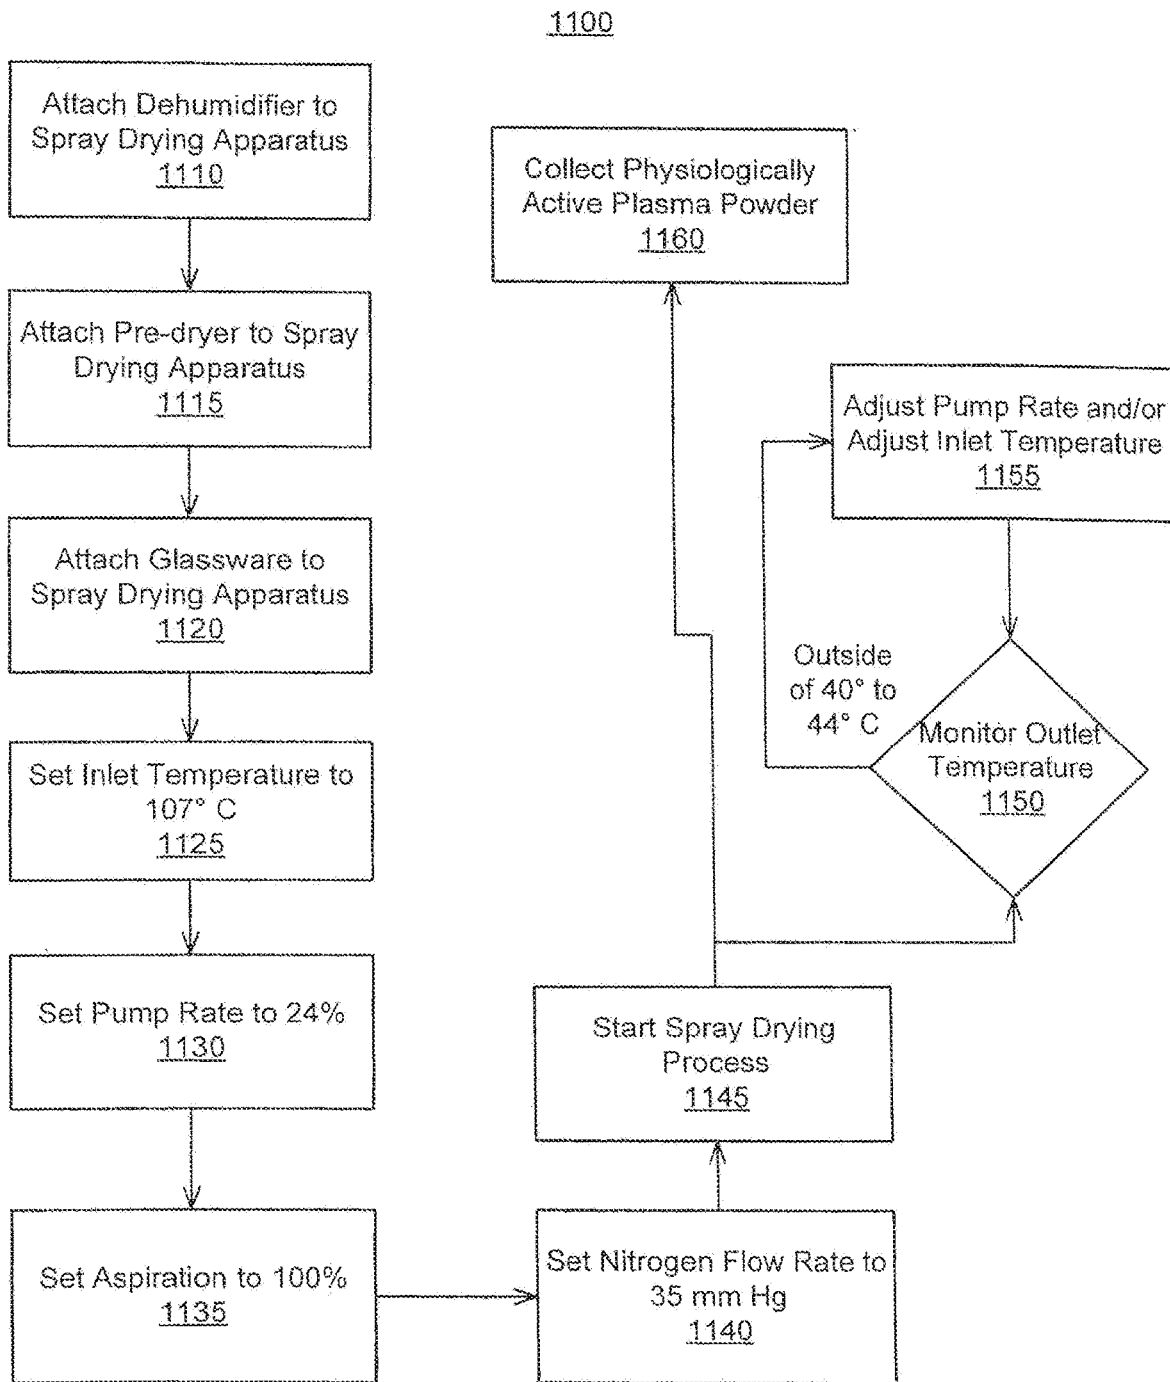 1100
Attach Dehumidifier to
Spray Drying Apparatus
1110
Attach Pre-dryer to Spray
Drying Apparatus
1115
Attach Glassware to
Spray Drying Apparatus
1120
Set Inlet Temperature to
107° C
1125
Set Pump Rate to 24%
1130
Set Aspiration to 100%
1135
Set Nitrogen Flow Rate to
35 mm Hg
1140
Start Spray Drying
Process
1145
Monitor Outlet
Temperature
1150
Outside
of 40° to
44° C
Adjust Pump Rate and/or
Adjust Inlet Temperature
1155
Collect Physiologically
Active Plasma Powder
1160